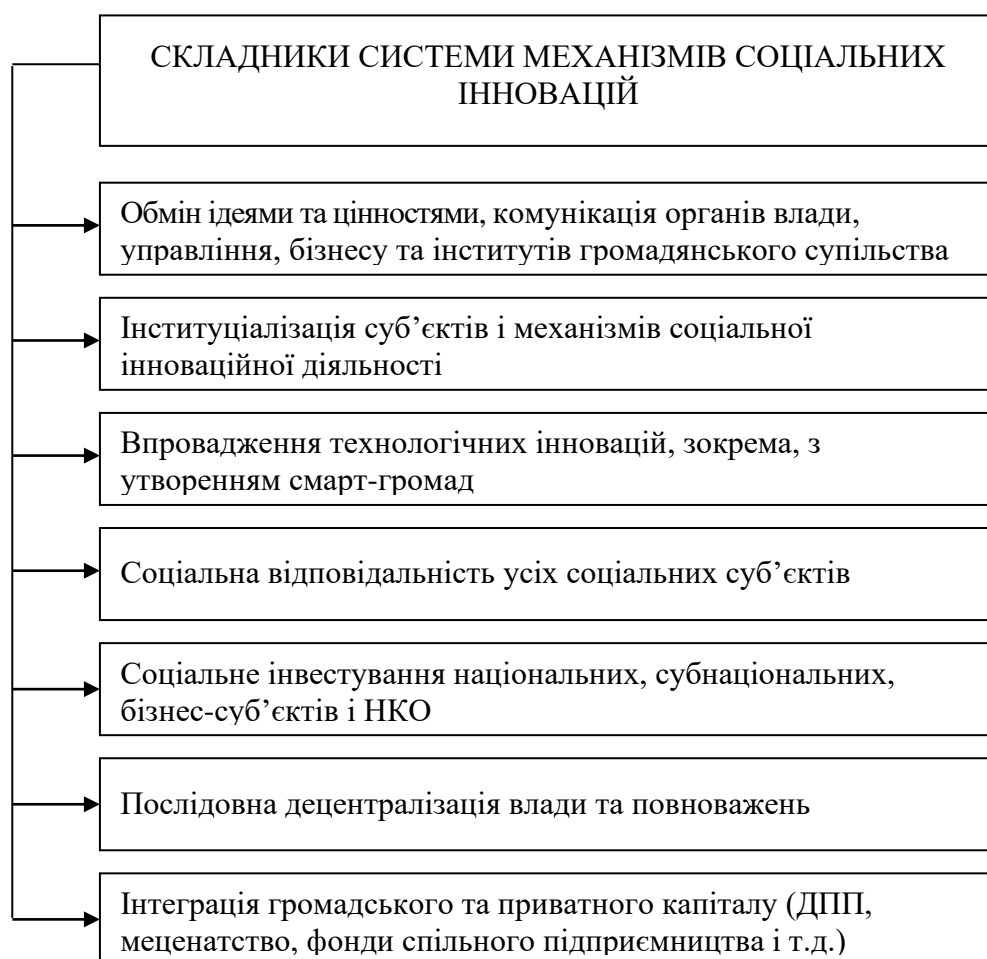 СКЛАДНИКИ СИСТЕМИ МЕХАНІЗМІВ СОЦІАЛЬНИХ
ІННОВАЦІЙ
Обмін ідеями та цінностями, комунікація органів влади,
управління, бізнесу та інститутів громадянського супільства
Інституціалізація суб’єктів і механізмів соціальної
інноваційної діяльності
Впровадження технологічних інновацій, зокрема, з
утворенням смарт-громад
Соціальна відповідальність усіх соціальних суб’єктів
Соціальне інвестування національних, субнаціональних,
бізнес-суб’єктів і НКО
Послідовна децентралізація влади та повноважень
Інтеграція громадського та приватного капіталу (ДПП,
меценатство, фонди спільного підприємництва і т.д.)